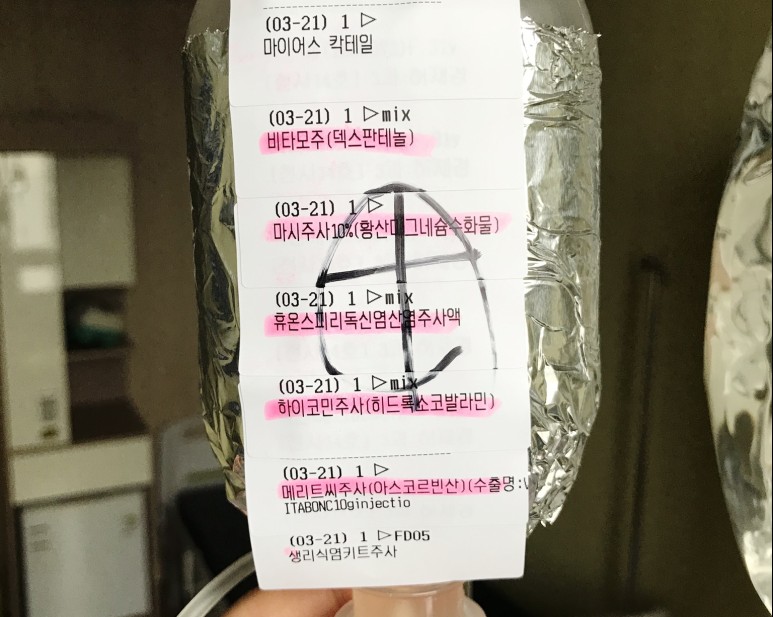 (03-21) 1 ▷
마이어스 칵테일
(03-21) 1 ▷mix
비타모주(덱스판테놀)
(03-21) 1 ▷
마시주사10%(황산마그네슘수화물)
(03-21) 1 ▷mix
휴온스피리독신염산염주사액
(03-21) 1 ▷mix
하이코민주사(히드록소코발라민)
(03-21) 1 ▷
메리트씨주사(아스코르빈산)(수출명:V
ITABONC10ginjectio
(03-21) 1 ▷FD05
생리식염키트주사